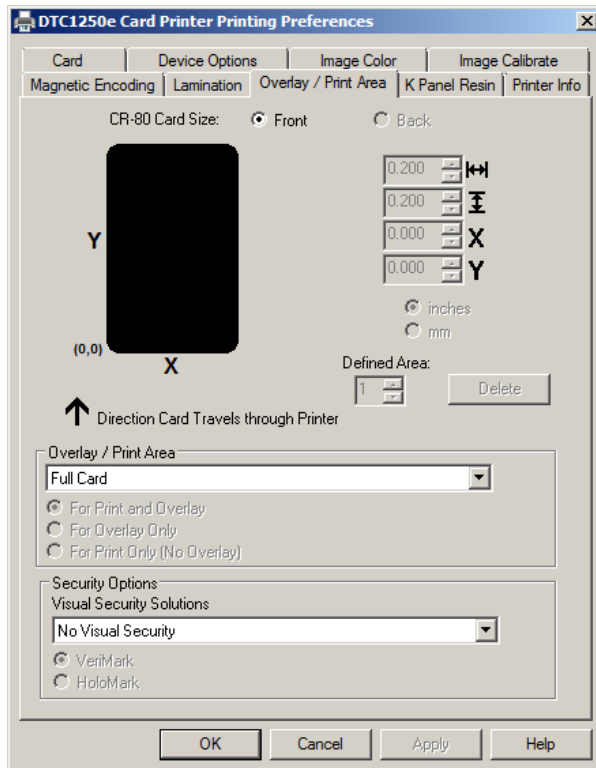 DTC1250e Card Printer Printing Preferences
Card Device Options Image Color Image Calibrate
Magnetic Encoding Lamination Overlay / Print Area K Panel Resin Printer Info
CR-80 Card Size: Front Back
0.200
0.200
0.000 X
Y
0.000 Y
inches
mm
(0,0)
X
Defined Area:
1 Delete
Direction Card Travels through Printer
Overlay / Print Area
Full Card
For Print and Overlay
For Overlay Only
For Print Only (No Overlay)
Security Options
Visual Security Solutions
No Visual Security
VeriMark
HoloMark
OK Cancel Apply Help